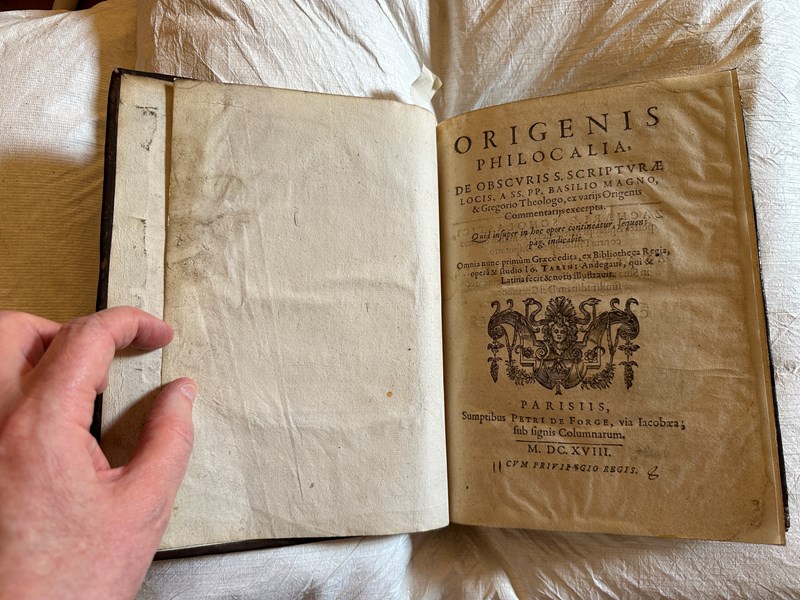 ORIGENIS
PHILOCALIA,
DE OBSCVRIS S. SCRIPTVRÆ
LOCIS, A SS. PP. BASILIO MAGNO,
& Gregorio Theologo, ex varijs Origenis
Commentarijs excerpta.
Quid insuper in hoc opere contineatur, sequens
pag. indicabit.
Omnia nunc primùm Græcè edita, ex Bibliotheca Regia,
operâ & studio Io. TARINI Andegaui, qui &
Latina fecit & notis illustrauit.
PARISIIS,
Sumptibus PETRI DE FORGE, via Iacobæa;
sub signis Columnarum.
M. DC. XVIII.
CVM PRIVILEGIO REGIS.